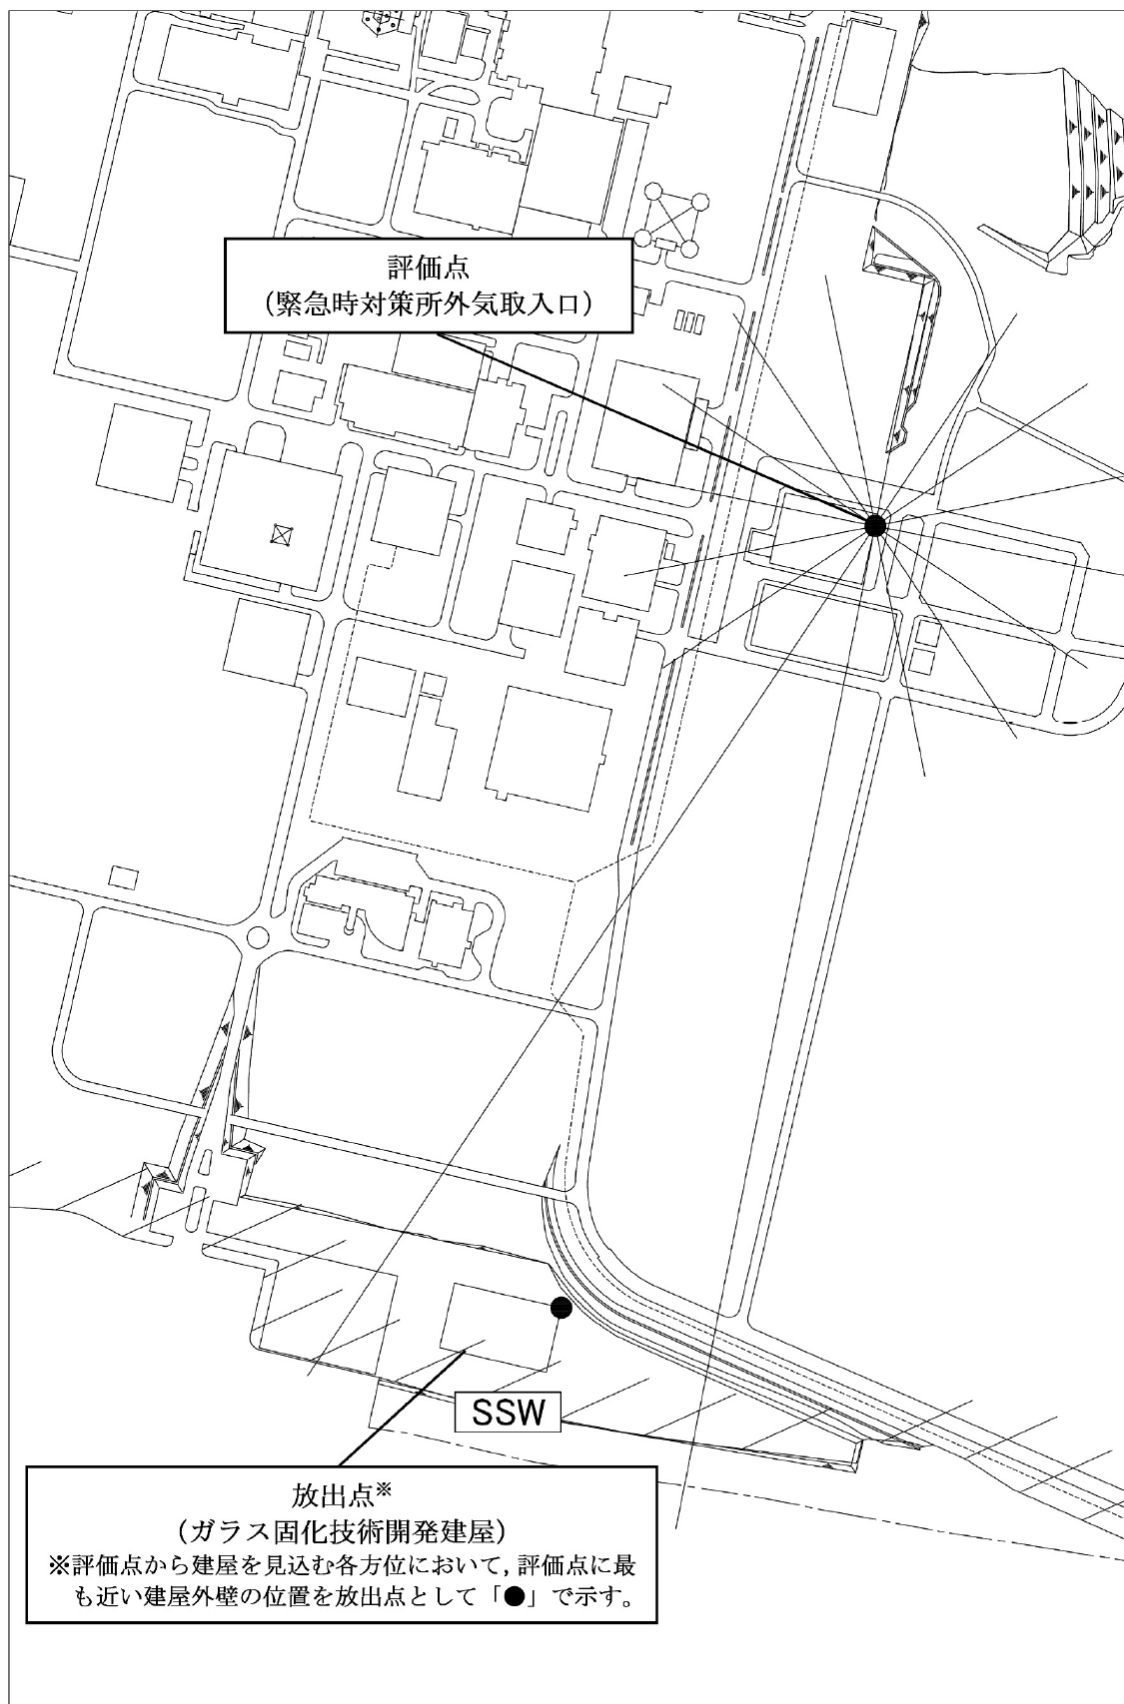 評価点
（緊急時対策所外気取入口）
SSW
放出点※
（ガラス固化技術開発建屋）
※評価点から建屋を見込む各方位において，評価点に最
も近い建屋外壁の位置を放出点として「●」で示す。